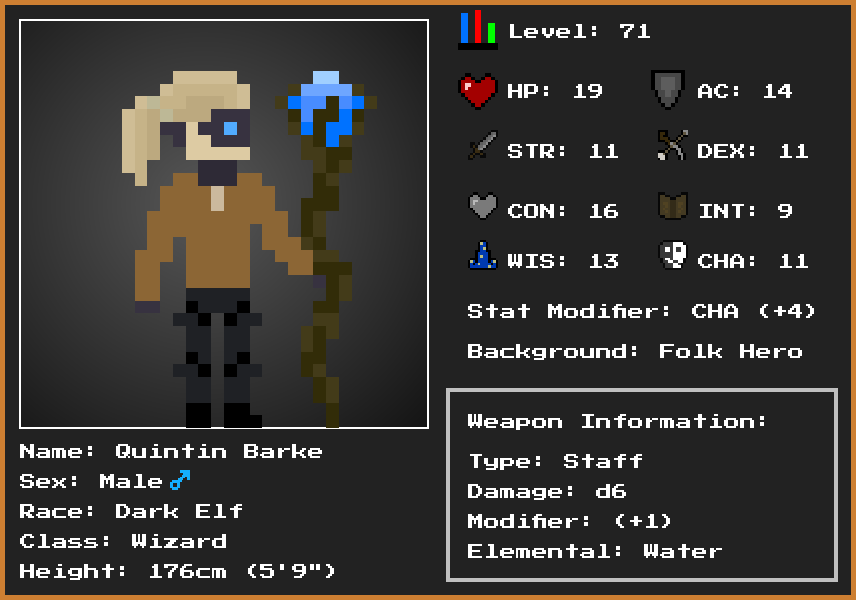 Level: 71
HP: 19
AC: 14
STR: 11
DEX: 11
CON: 16
INT: 9
WIS: 13
CHA: 11
Stat Modifier: CHA (+4)
Background: Folk Hero
Weapon Information:
Type: Staff
Damage: d6
Modifier: (+1)
Elemental: Water
Name: Quintin Barke
Sex: Male♂
Race: Dark Elf
Class: Wizard
Height: 176cm (5'9")